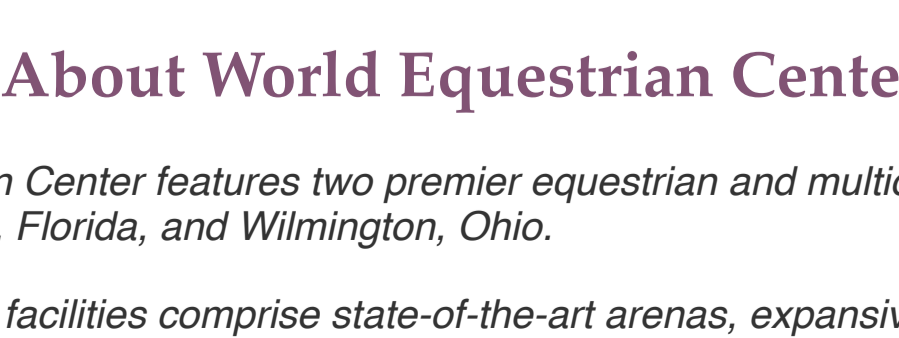 About World Equestrian Cente
n Center features two premier equestrian and multi
, Florida, and Wilmington, Ohio.
facilities comprise state-of-the-art arenas, expansiv